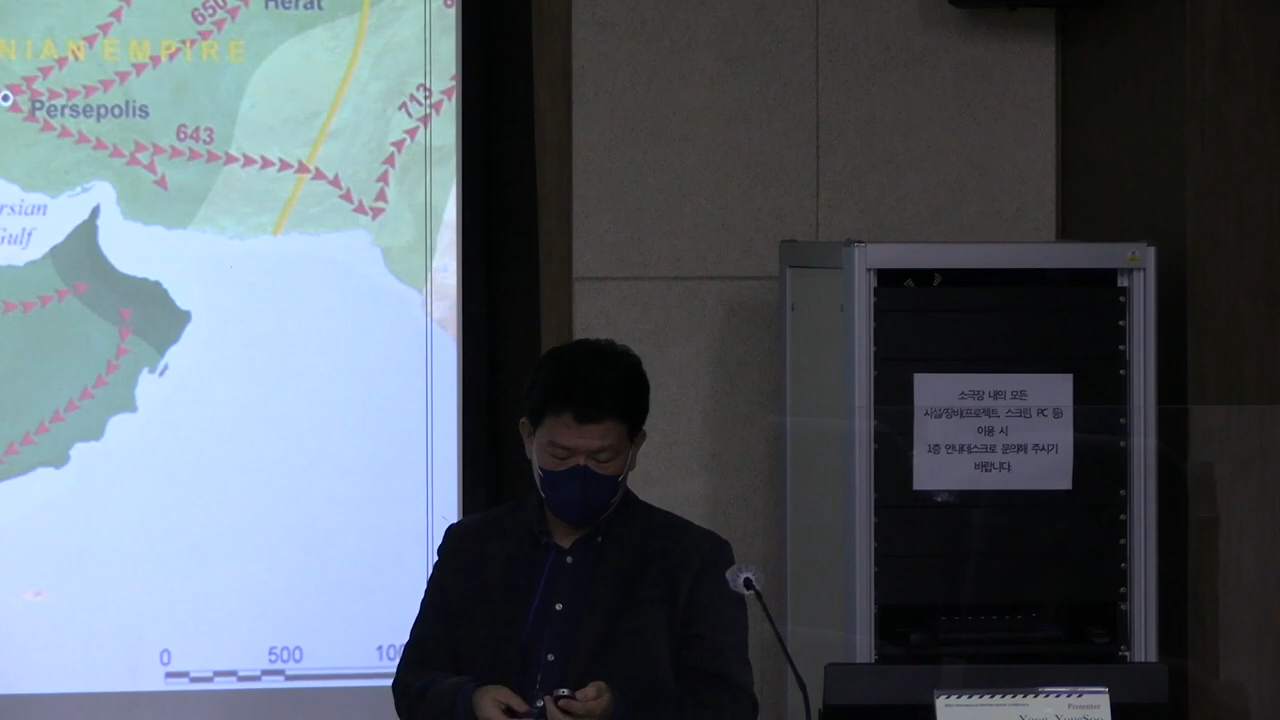 650
Herat
NIAN EMPIRE
Persepolis
643
713
rsian
Gulf
0
500
소극장 내의 모든
시설/장비(프로젝트, 스크린, PC 등)
이용 시
1층 안내데스크로 문의해 주시기
바랍니다.
Presenter